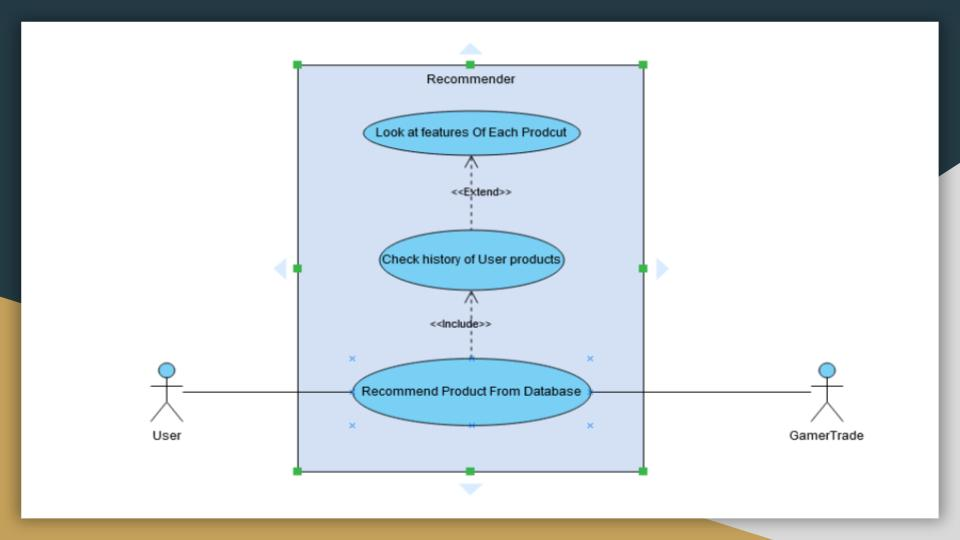 Recommender
Look at features Of Each Prodcut
<<Extend>>
Check history of User products
<<Include>>
Recommend Product From Database
User
GamerTrade